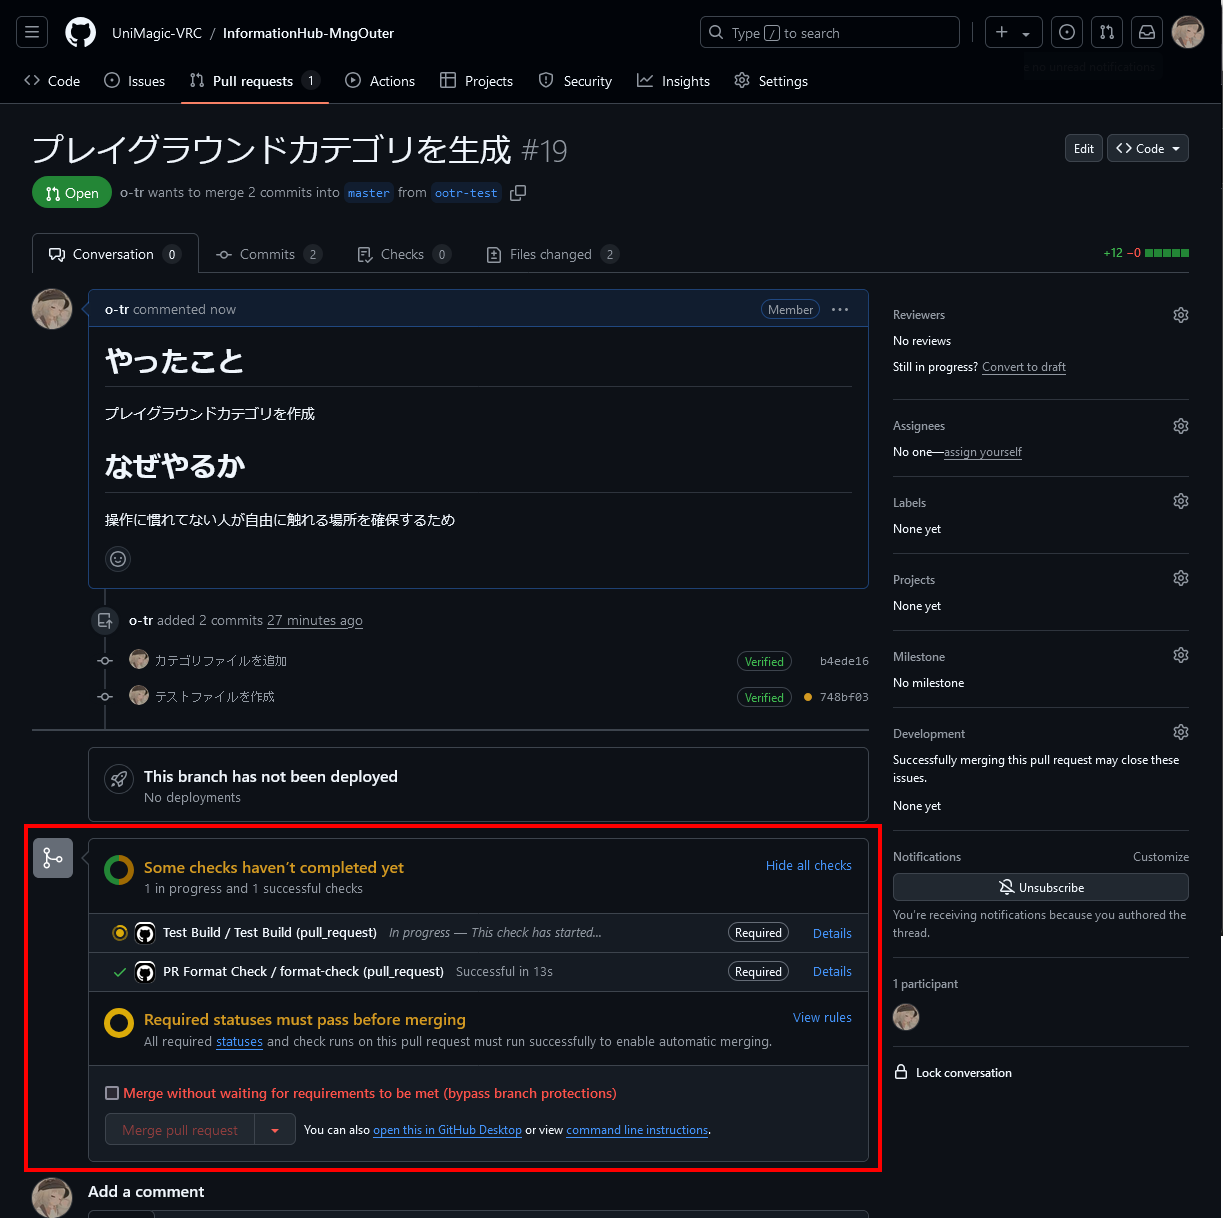 UniMagic-VRC / InformationHub-MngOuter
Type / to search
Code
Issues
Pull requests 1
Actions
Projects
Security
Insights
Settings
e no unread notifications
プレイグラウンドカテゴリを生成 #19
Edit
Code
Open
o-tr wants to merge 2 commits into master from ootr-test
Conversation 0
Commits 2
Checks 0
Files changed 2
+12 −0
o-tr commented now
Member
やったこと
プレイグラウンドカテゴリを作成
なぜやるか
操作に慣れてない人が自由に触れる場所を確保するため
o-tr added 2 commits 27 minutes ago
カテゴリファイルを追加
Verified
b4ede16
テストファイルを作成
Verified
748bf03
This branch has not been deployed
No deployments
Some checks haven't completed yet
Hide all checks
1 in progress and 1 successful checks
Test Build / Test Build (pull_request) In progress — This check has started...
Required
Details
PR Format Check / format-check (pull_request) Successful in 13s
Required
Details
Required statuses must pass before merging
View rules
All required statuses and check runs on this pull request must run successfully to enable automatic merging.
Merge without waiting for requirements to be met (bypass branch protections)
Merge pull request
You can also open this in GitHub Desktop or view command line instructions.
Add a comment
Reviewers
No reviews
Still in progress? Convert to draft
Assignees
No one—assign yourself
Labels
None yet
Projects
None yet
Milestone
No milestone
Development
Successfully merging this pull request may close these
issues.
None yet
Notifications
Customize
Unsubscribe
You're receiving notifications because you authored the
thread.
1 participant
Lock conversation